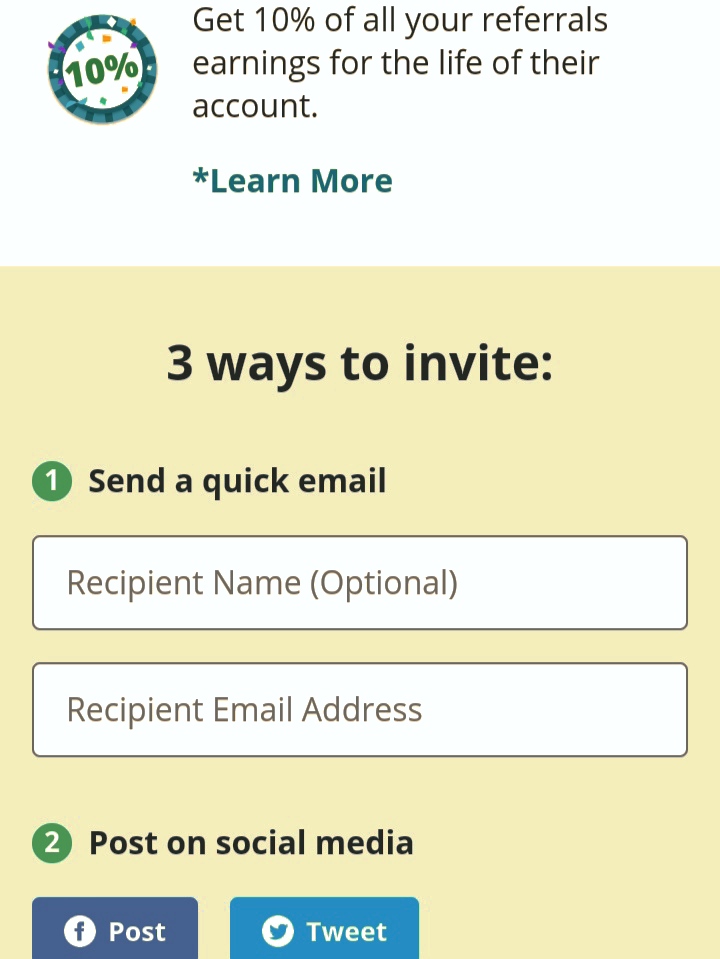 10%
Get 10% of all your referrals
earnings for the life of their
account.
*Learn More
3 ways to invite:
1 Send a quick email
Recipient Name (Optional)
Recipient Email Address
2 Post on social media
Post Tweet